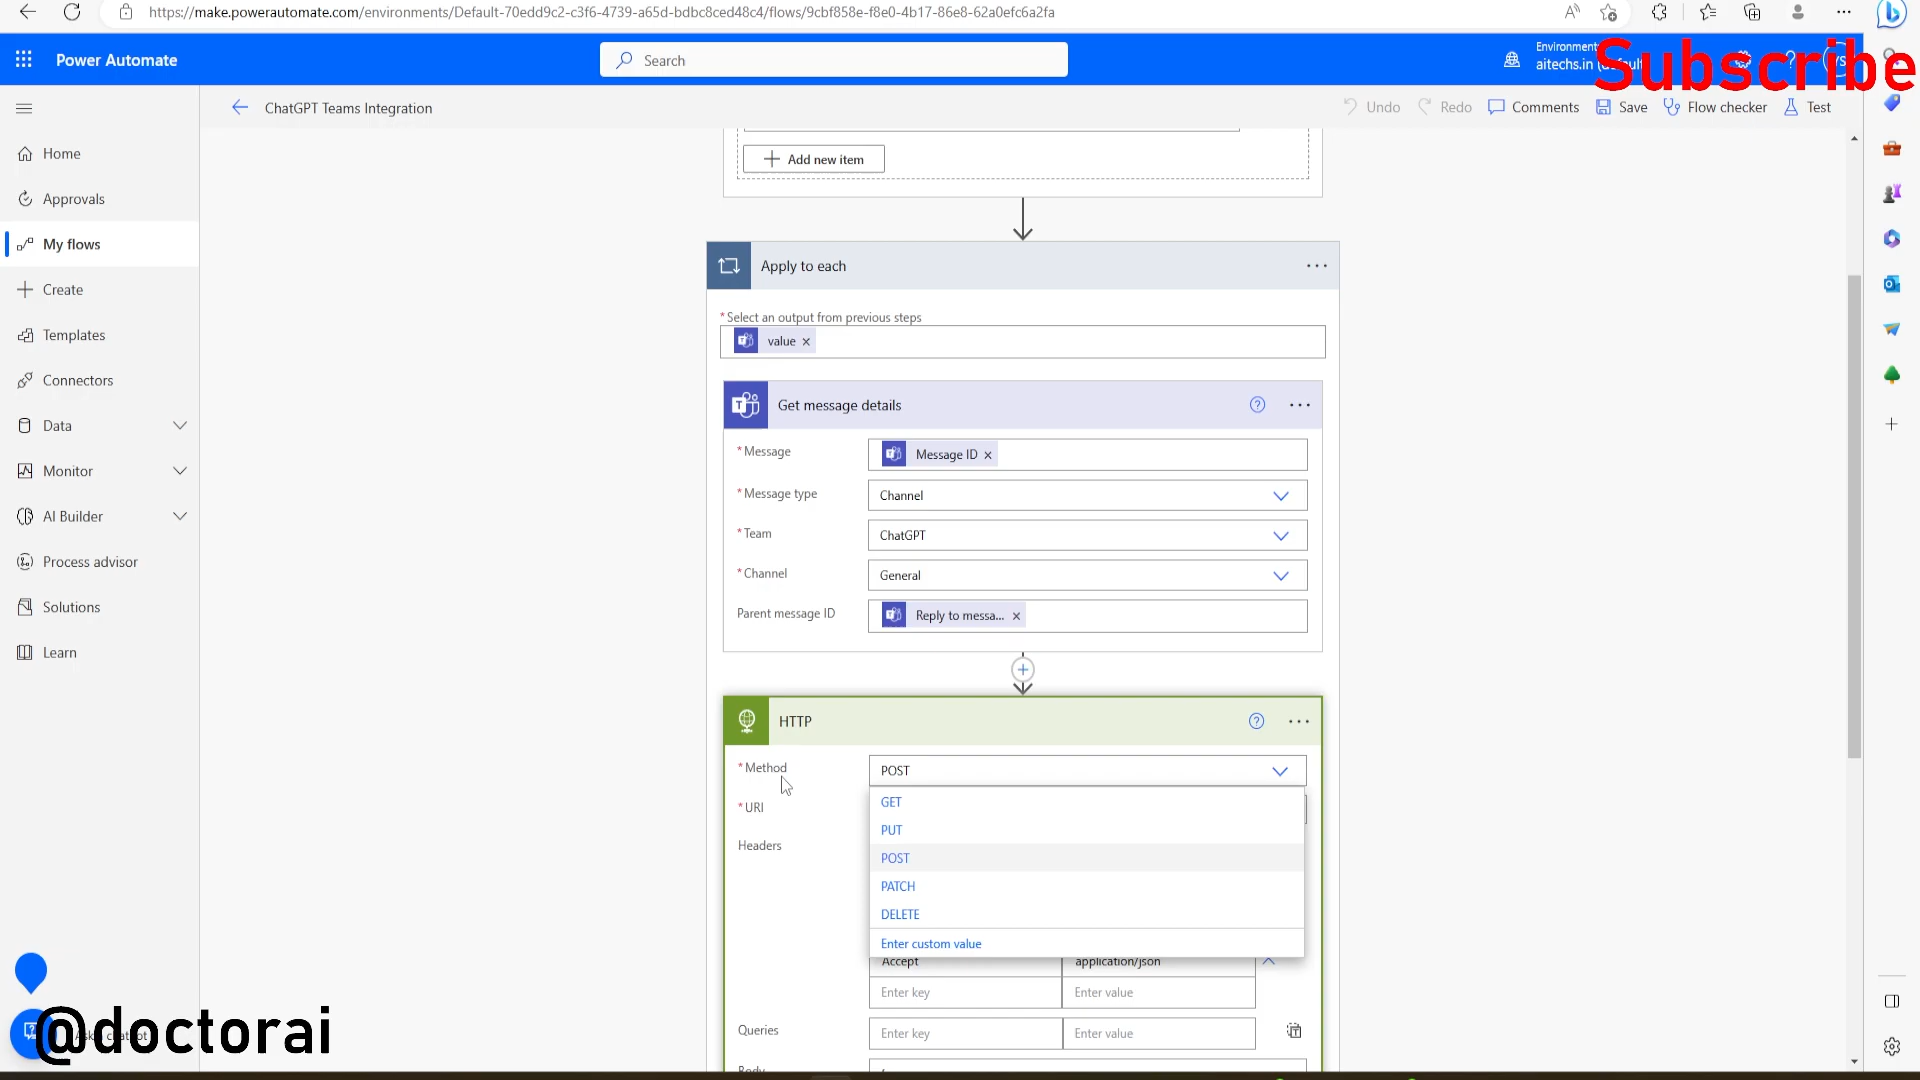 https://make.powerautomate.com/environments/Default-70edd9c2-c3f6-4739-a65d-bdbc8ced48c4/flows/9cbf858e-f8e0-4b17-86e8-62a0efc6a2fa
Power Automate
Search
Environment
aitechs.in (default)
Subscribe
ChatGPT Teams Integration
Undo
Redo
Comments
Save
Flow checker
Test
Home
Approvals
My flows
Create
Templates
Connectors
Data
Monitor
AI Builder
Process advisor
Solutions
Learn
Add new item
Apply to each
* Select an output from previous steps
value
Get message details
* Message
Message ID
* Message type
Channel
* Team
ChatGPT
* Channel
General
Parent message ID
Reply to messa...
HTTP
* Method
POST
* URI
GET
PUT
POST
PATCH
DELETE
Enter custom value
Headers
Accept
application/json
Enter key
Enter value
Queries
Enter key
Enter value
Body
@doctorai